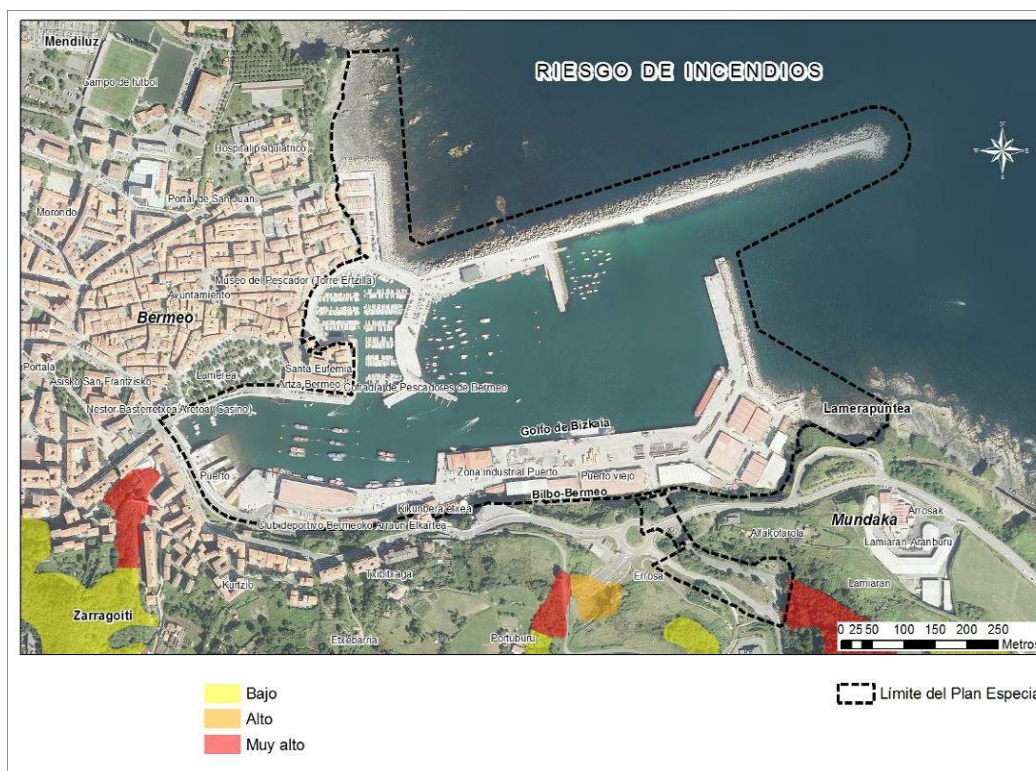 RIESGO DE INCENDIOS
Mendiluz
Campo de fútbol
Hospital psiquiátrico
Portal de San Juan
Morondo
Museo del Pescador (Torre Ertzilla)
Ayuntamiento
Bermeo
Portala
Lamerea
Santa Eufemia
Asisko San Frantzisko
Artza Bermeo
Cofradía de Pescadores de Bermeo
Nestor Basterretxea Aretoa (Casino)
Lamerapuntea
Golfo de Bizkaia
Puerto
Zona industrial Puerto
Puerto viejo
Bilbo-Bermeo
Kikunbera etxea
Club deportivo Bermeoko Arraun Elkartea
Arrosak
Mundaka
Lamiaran-Aranburu
Txibitxaga
Errosa
Kurtzio
Lamiaran
Zarragoiti
Etxebarria
Portuburu
0 25 50 100 150 200 250
Metros
Bajo
Alto
Muy alto
Límite del Plan Especia